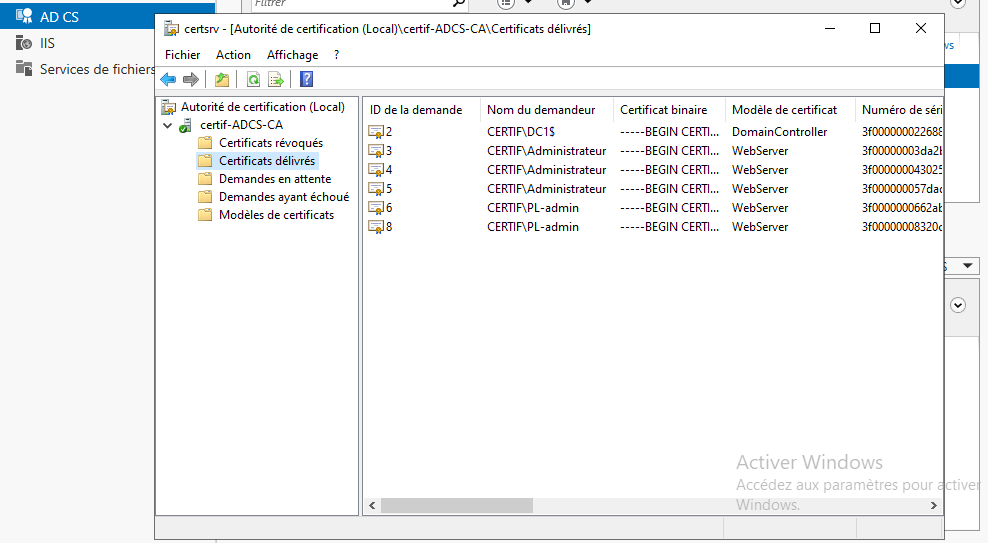 Filtrer
AD CS
IIS
Services de fichiers
certsrv - [Autorité de certification (Local)\certif-ADCS-CA\Certificats délivrés]
Fichier Action Affichage ?
Autorité de certification (Local)
certif-ADCS-CA
Certificats révoqués
Certificats délivrés
Demandes en attente
Demandes ayant échoué
Modèles de certificats
ID de la demande Nom du demandeur Certificat binaire Modèle de certificat Numéro de séri
2 CERTIF\DC1$ -----BEGIN CERTI... DomainController 3f000000022688
3 CERTIF\Administrateur -----BEGIN CERTI... WebServer 3f00000003da2b
4 CERTIF\Administrateur -----BEGIN CERTI... WebServer 3f000000043025
5 CERTIF\Administrateur -----BEGIN CERTI... WebServer 3f000000057dac
6 CERTIF\PL-admin -----BEGIN CERTI... WebServer 3f0000000662ab
8 CERTIF\PL-admin -----BEGIN CERTI... WebServer 3f00000008320c
Activer Windows
Accédez aux paramètres pour activer
Windows.